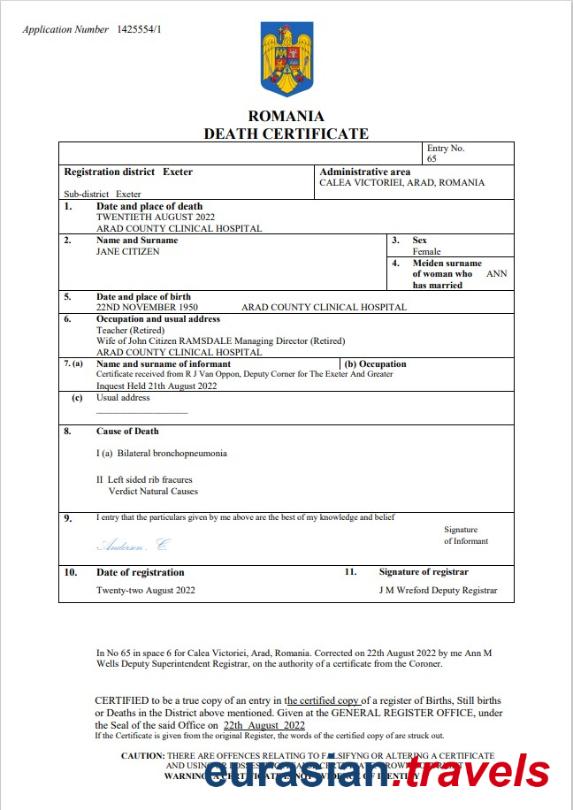 Application Number 1425554/1
ROMANIA
DEATH CERTIFICATE
Entry No.
65
Registration district Exeter
Administrative area
CALEA VICTORIEI, ARAD, ROMANIA
Sub-district Exeter
1. Date and place of death
TWENTIETH AUGUST 2022
ARAD COUNTY CLINICAL HOSPITAL
2. Name and Surname
JANE CITIZEN
3. Sex
Female
4. Meiden surname
of woman who ANN
has married
5. Date and place of birth
22ND NOVEMBER 1950 ARAD COUNTY CLINICAL HOSPITAL
6. Occupation and usual address
Teacher (Retired)
Wife of John Citizen RAMSDALE Managing Director (Retired)
ARAD COUNTY CLINICAL HOSPITAL
7. (a) Name and surname of informant (b) Occupation
Certificate received from R J Van Oppon, Deputy Corner for The Exeter And Greater
Inquest Held 21th August 2022
(c) Usual address
8. Cause of Death
I (a) Bilateral bronchopneumonia
II Left sided rib fracures
Verdict Natural Causes
9. I entry that the particulars given by me above are the best of my knowledge and belief
Andersen, C
Signature
of Informant
10. Date of registration
Twenty-two August 2022
11. Signature of registrar
J M Wreford Deputy Registrar
In No 65 in space 6 for Calea Victoriei, Arad, Romania. Corrected on 22th August 2022 by me Ann M
Wells Deputy Superintendent Registrar, on the authority of a certificate from the Coroner.
CERTIFIED to be a true copy of an entry in the certified copy of a register of Births, Still births
or Deaths in the District above mentioned. Given at the GENERAL REGISTER OFFICE, under
the Seal of the said Office on 22th August 2022
If the Certificate is given from the original Register, the words of the certified copy of are struck out.
CAUTION: THERE ARE OFFENCES RELATING TO FALSIFYNG OR ALTERING A CERTIFICATE
AND USING OR
WARNING: A CERTIFICATE IS NOT EVIDENCE OF IDENTITY
eurasian.travels